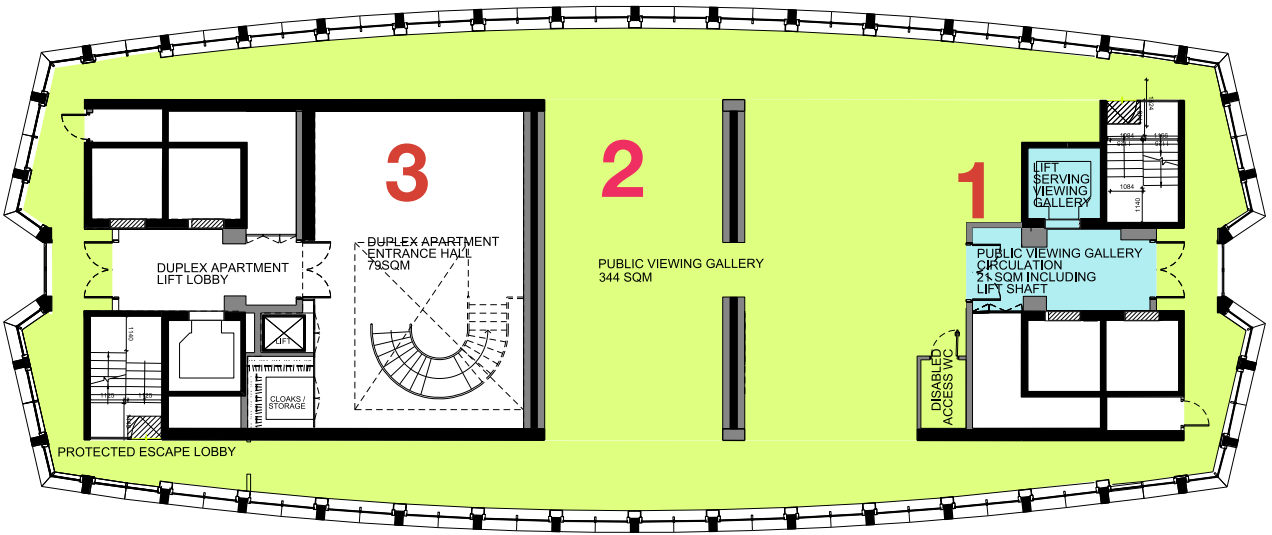 3
2
1
LIFT
SERVING
VIEWING
GALLERY
1084
1140
DUPLEX APARTMENT
ENTRANCE HALL
79SQM
DUPLEX APARTMENT
LIFT LOBBY
PUBLIC VIEWING GALLERY
344 SQM
PUBLIC VIEWING GALLERY
CIRCULATION
21 SQM INCLUDING
LIFT SHAFT
1140
LIFT
CLOAKS /
STORAGE
DISABLED
ACCESS WC
1128
1128
PROTECTED ESCAPE LOBBY